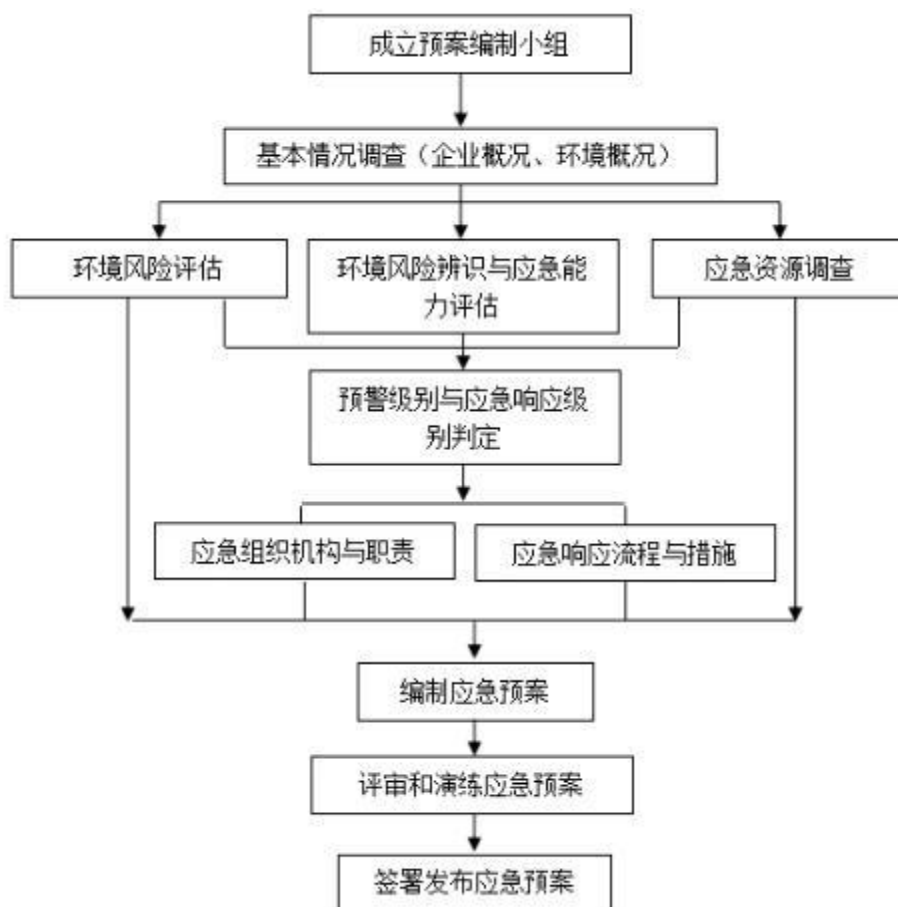 成立预案编制小组
基本情况调查（企业概况、环境概况）
环境风险评估
环境风险辨识与应急能
力评估
应急资源调查
预警级别与应急响应级
别判定
应急组织机构与职责
应急响应流程与措施
编制应急预案
评审和演练应急预案
签署发布应急预案